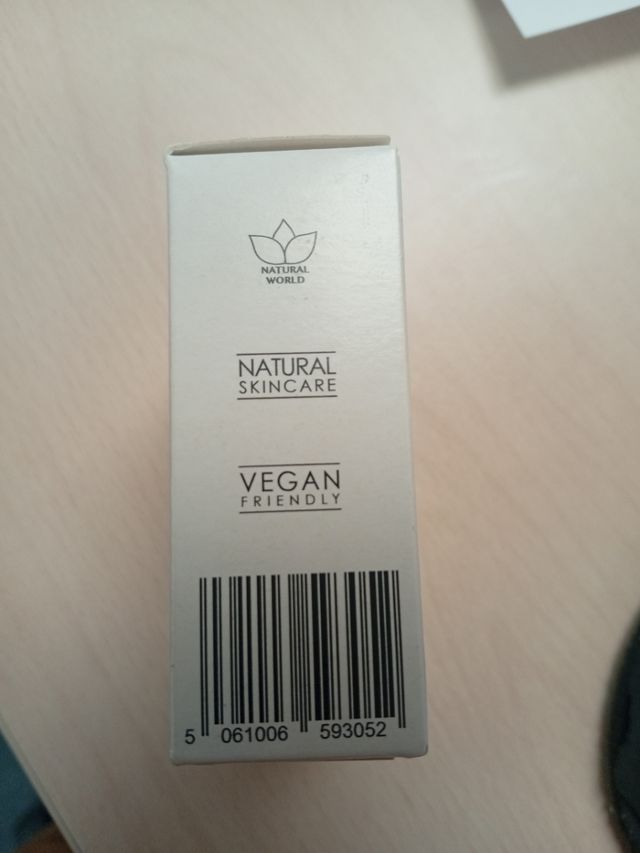 NATURAL
WORLD
NATURAL
SKINCARE
VEGAN
FRIENDLY
5 061006 593052